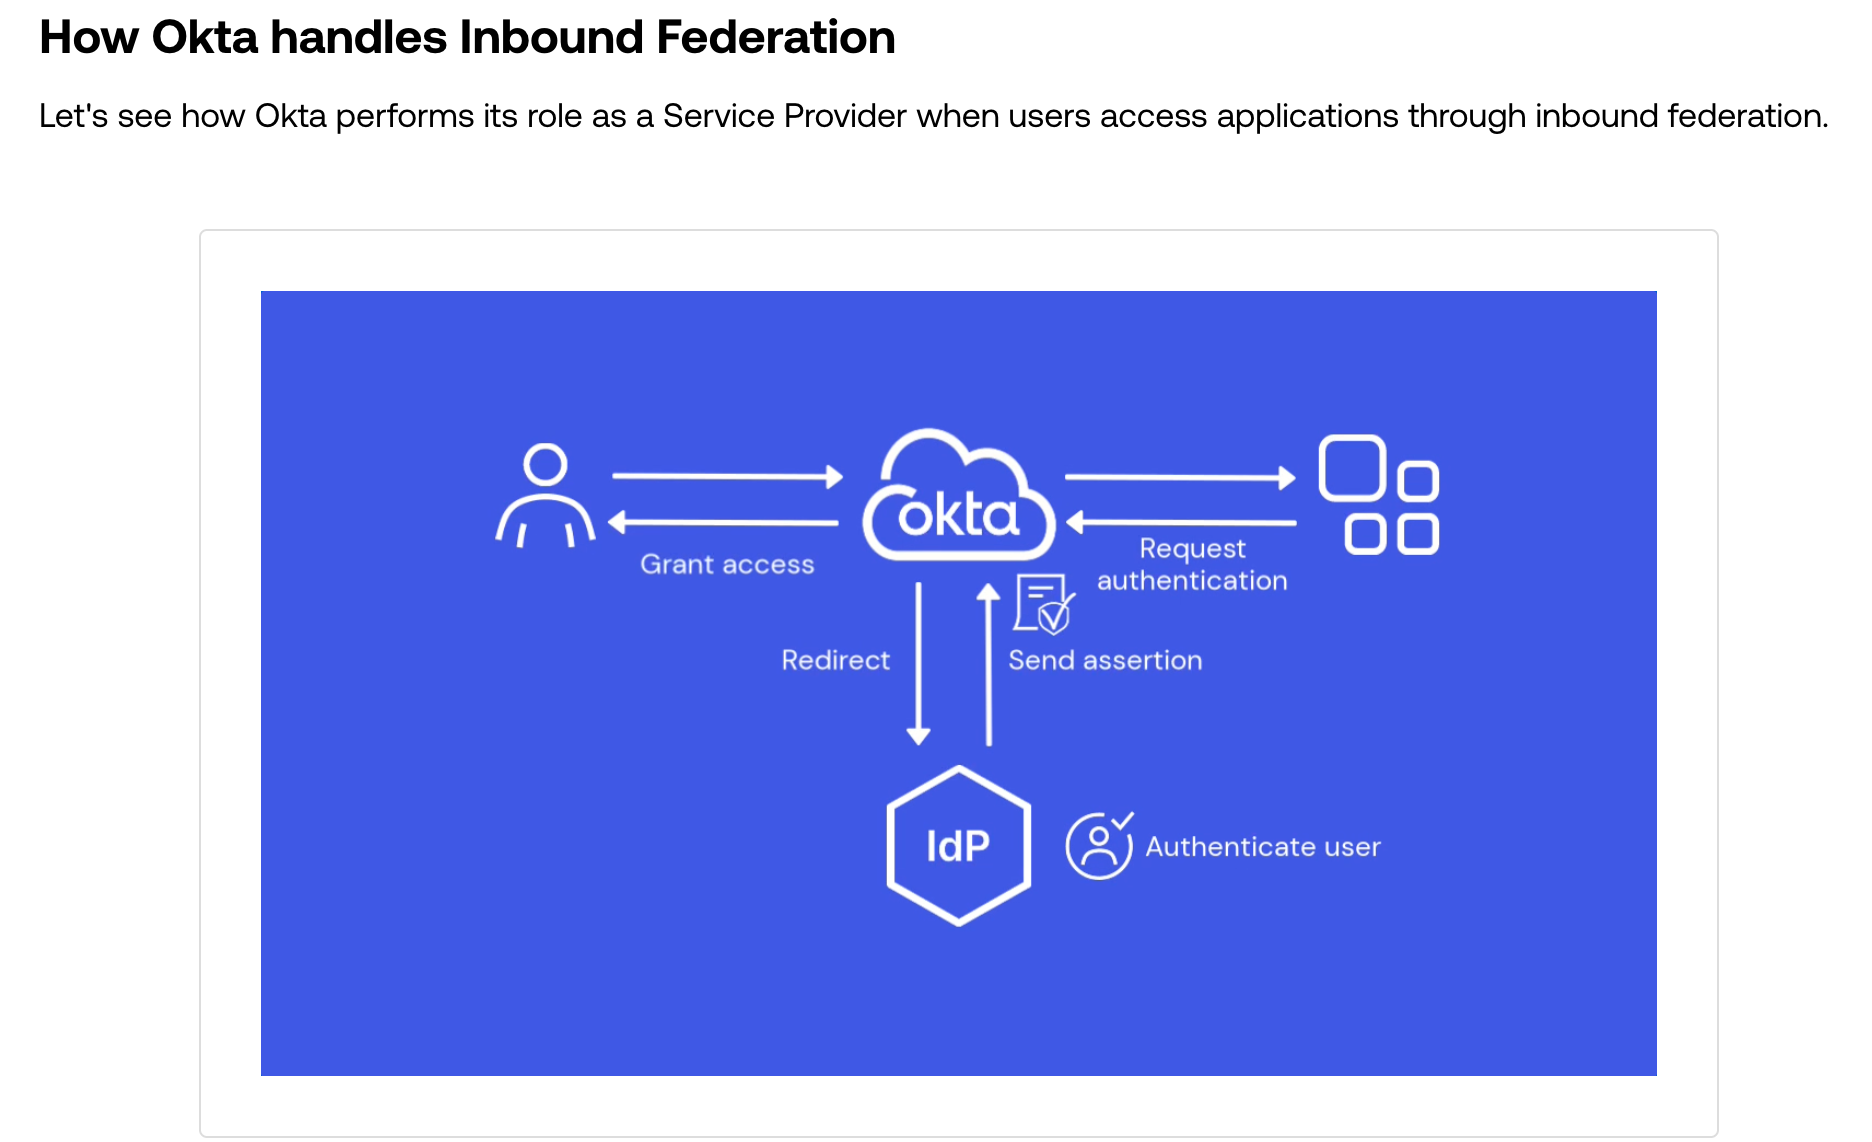 How Okta handles Inbound Federation
Let's see how Okta performs its role as a Service Provider when users access applications through inbound federation.
okta
Grant access
Request
authentication
Redirect
Send assertion
IdP
Authenticate user